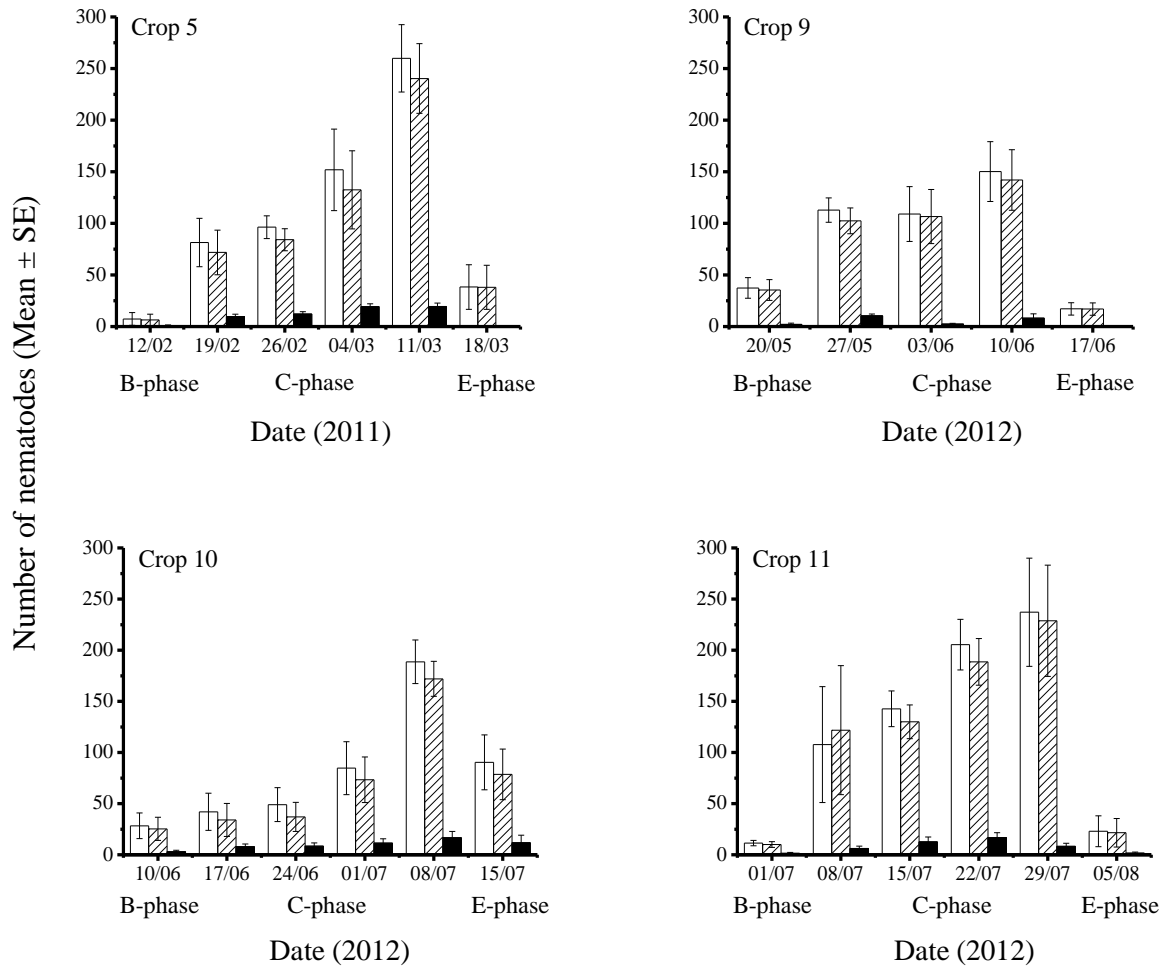 Number of nematodes (Mean ± SE)
Crop 5
300
250
200
150
100
50
0
12/02 19/02 26/02 04/03 11/03 18/03
B-phase C-phase E-phase
Date (2011)
Crop 9
300
250
200
150
100
50
0
20/05 27/05 03/06 10/06 17/06
B-phase C-phase E-phase
Date (2012)
Crop 10
300
250
200
150
100
50
0
10/06 17/06 24/06 01/07 08/07 15/07
B-phase C-phase E-phase
Date (2012)
Crop 11
300
250
200
150
100
50
0
01/07 08/07 15/07 22/07 29/07 05/08
B-phase C-phase E-phase
Date (2012)